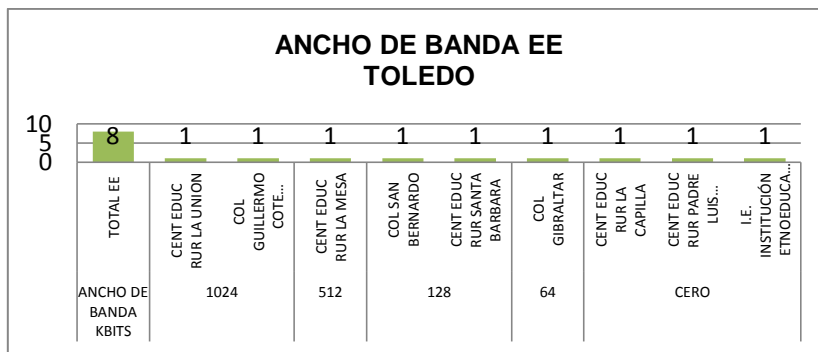 ANCHO DE BANDA EE
TOLEDO
10
5
0
8
1
1
1
1
1
1
1
1
1
TOTAL EE
CENT EDUC
RUR LA UNION
COL
GUILLERMO
COTE...
CENT EDUC
RUR LA MESA
COL SAN
BERNARDO
CENT EDUC
RUR SANTA
BARBARA
COL
GIBRALTAR
CENT EDUC
RUR LA
CAPILLA
CENT EDUC
RUR PADRE
LUIS...
I.E.
INSTITUCIÓN
ETNOEDUCA...
ANCHO DE
BANDA
KBITS
1024
512
128
64
CERO